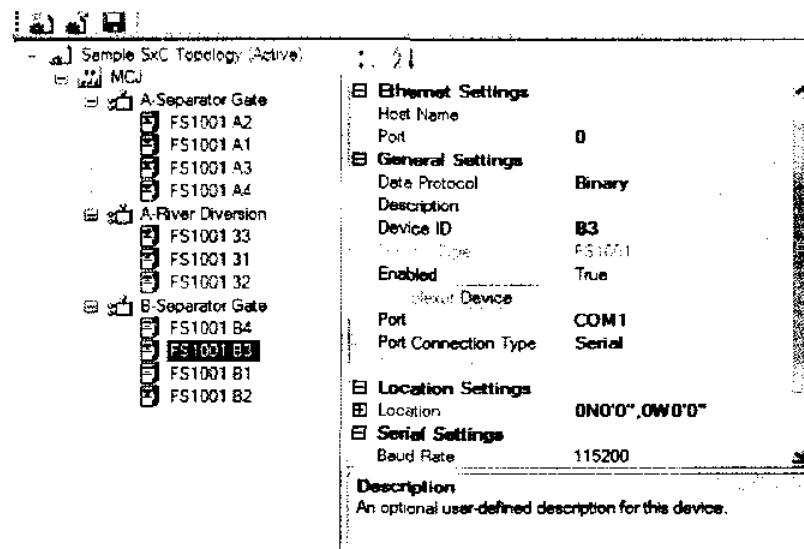 Sample SxC Topology (Active)
MCJ
A-Separator Gate
FS1001 A2
FS1001 A1
FS1001 A3
FS1001 A4
A-River Diversion
FS1001 33
FS1001 31
FS1001 32
B-Separator Gate
FS1001 B4
FS1001 B3
FS1001 B1
FS1001 B2
Ethernet Settings
Host Name
Port 0
General Settings
Data Protocol Binary
Description
Device ID B3
FS1001
Enabled True
Device
Port COM1
Port Connection Type Serial
Location Settings
Location 0N0'0",0W0'0"
Serial Settings
Baud Rate 115200
Description
An optional user-defined description for this device.